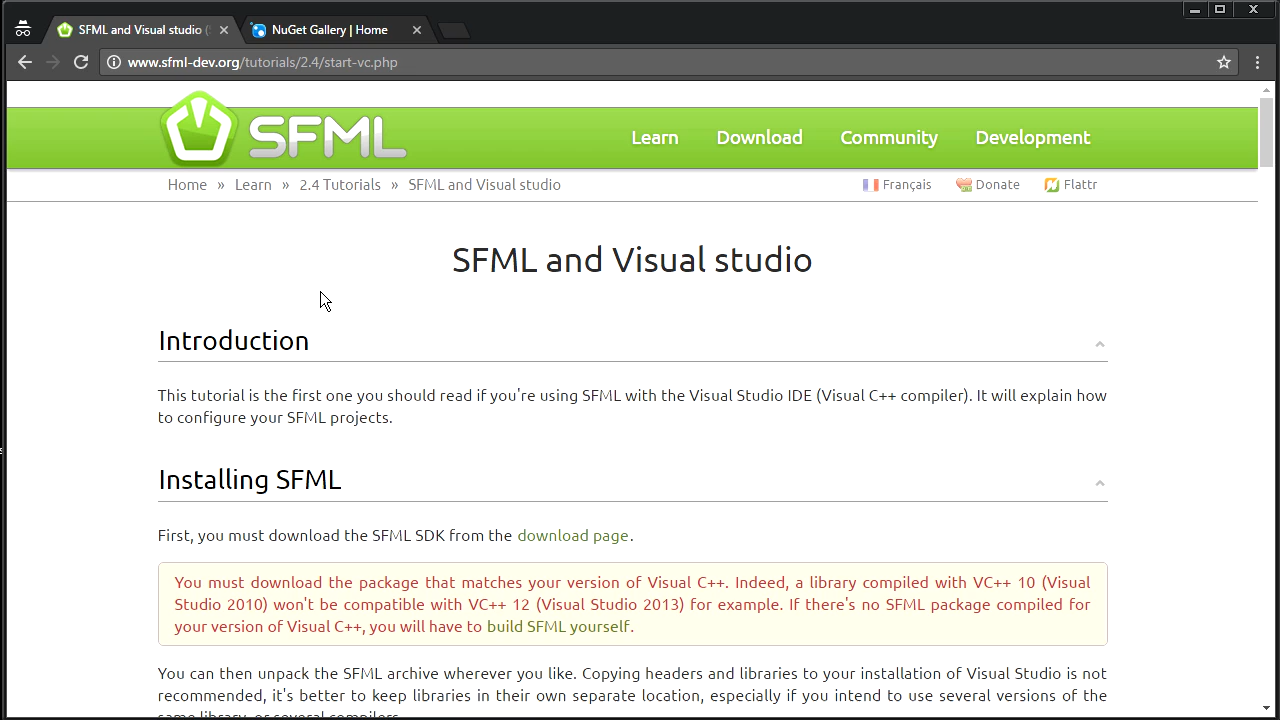 SFML and Visual studio (
NuGet Gallery | Home
www.sfml-dev.org/tutorials/2.4/start-vc.php
SFML
Learn Download Community Development
Home » Learn » 2.4 Tutorials » SFML and Visual studio
Français Donate Flattr
SFML and Visual studio
Introduction
This tutorial is the first one you should read if you're using SFML with the Visual Studio IDE (Visual C++ compiler). It will explain how
to configure your SFML projects.
Installing SFML
First, you must download the SFML SDK from the download page.
You must download the package that matches your version of Visual C++. Indeed, a library compiled with VC++ 10 (Visual
Studio 2010) won't be compatible with VC++ 12 (Visual Studio 2013) for example. If there's no SFML package compiled for
your version of Visual C++, you will have to build SFML yourself.
You can then unpack the SFML archive wherever you like. Copying headers and libraries to your installation of Visual Studio is not
recommended, it's better to keep libraries in their own separate location, especially if you intend to use several versions of the
same library, or several compilers.